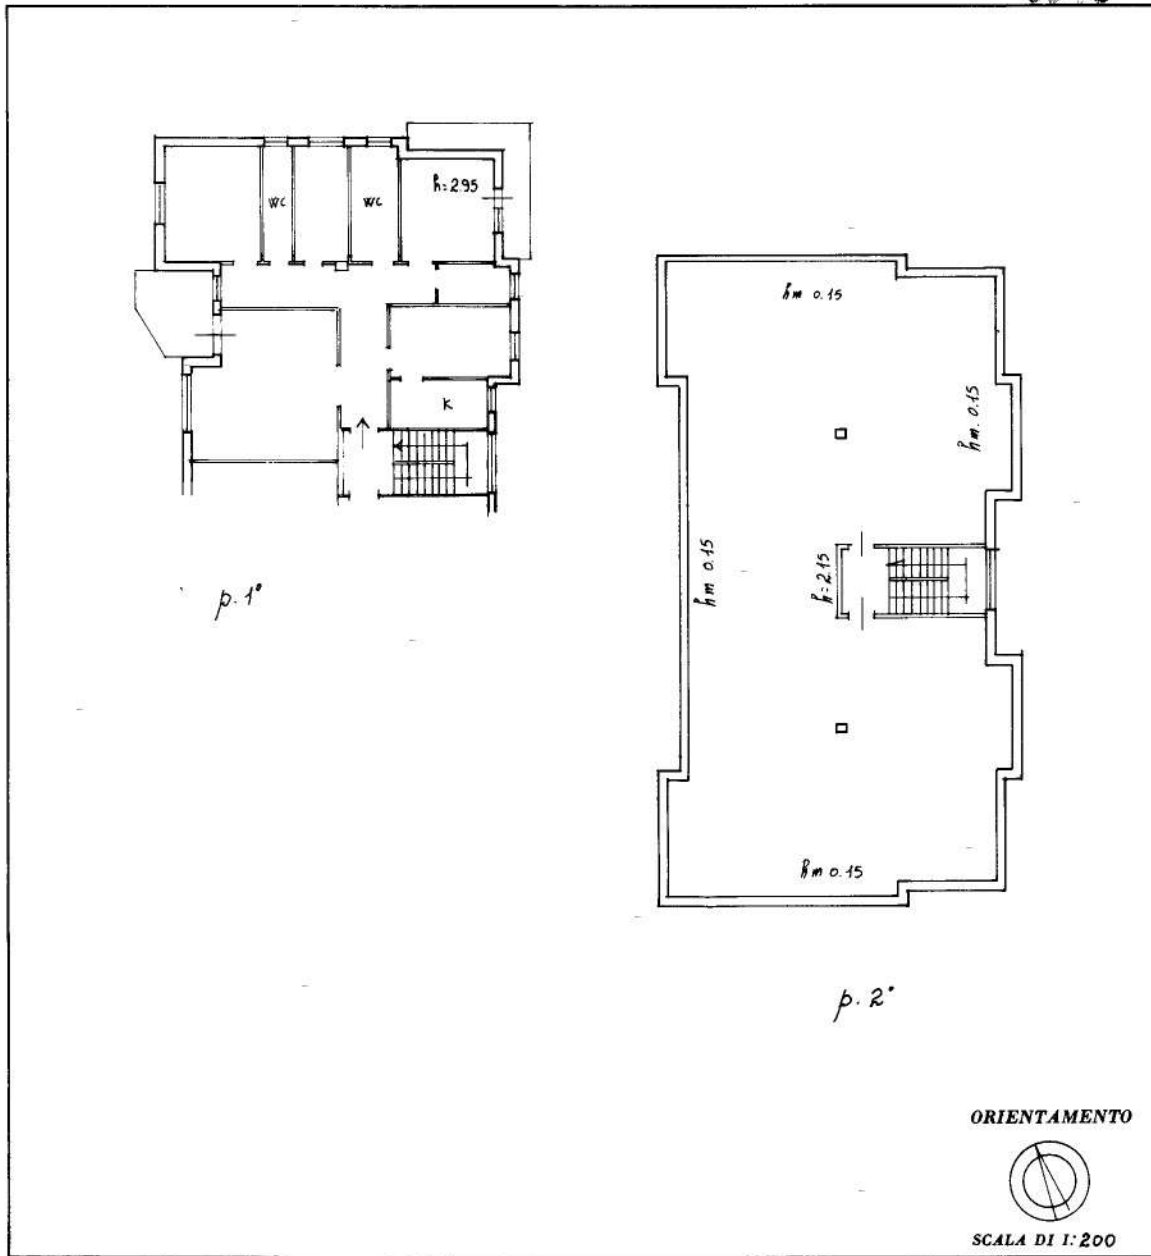 WC
WC
h=2.95
K
p. 1°
hm 0.15
hm. 0.15
hm 0.15
h=2.15
hm 0.15
p. 2°
ORIENTAMENTO
SCALA DI 1:200